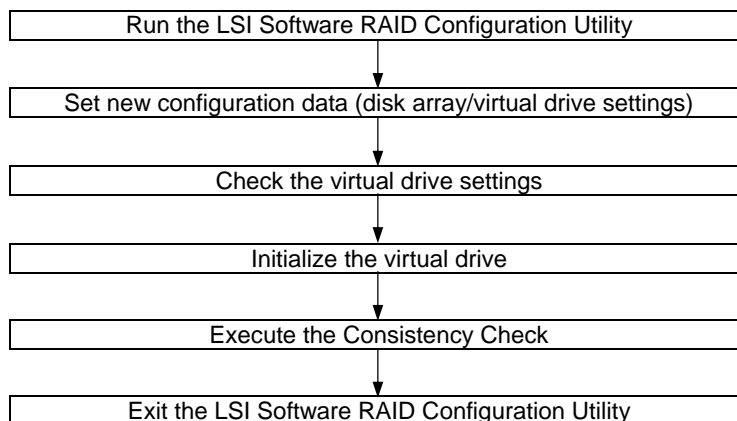 Run the LSI Software RAID Configuration Utility
Set new configuration data (disk array/virtual drive settings)
Check the virtual drive settings
Initialize the virtual drive
Execute the Consistency Check
Exit the LSI Software RAID Configuration Utility